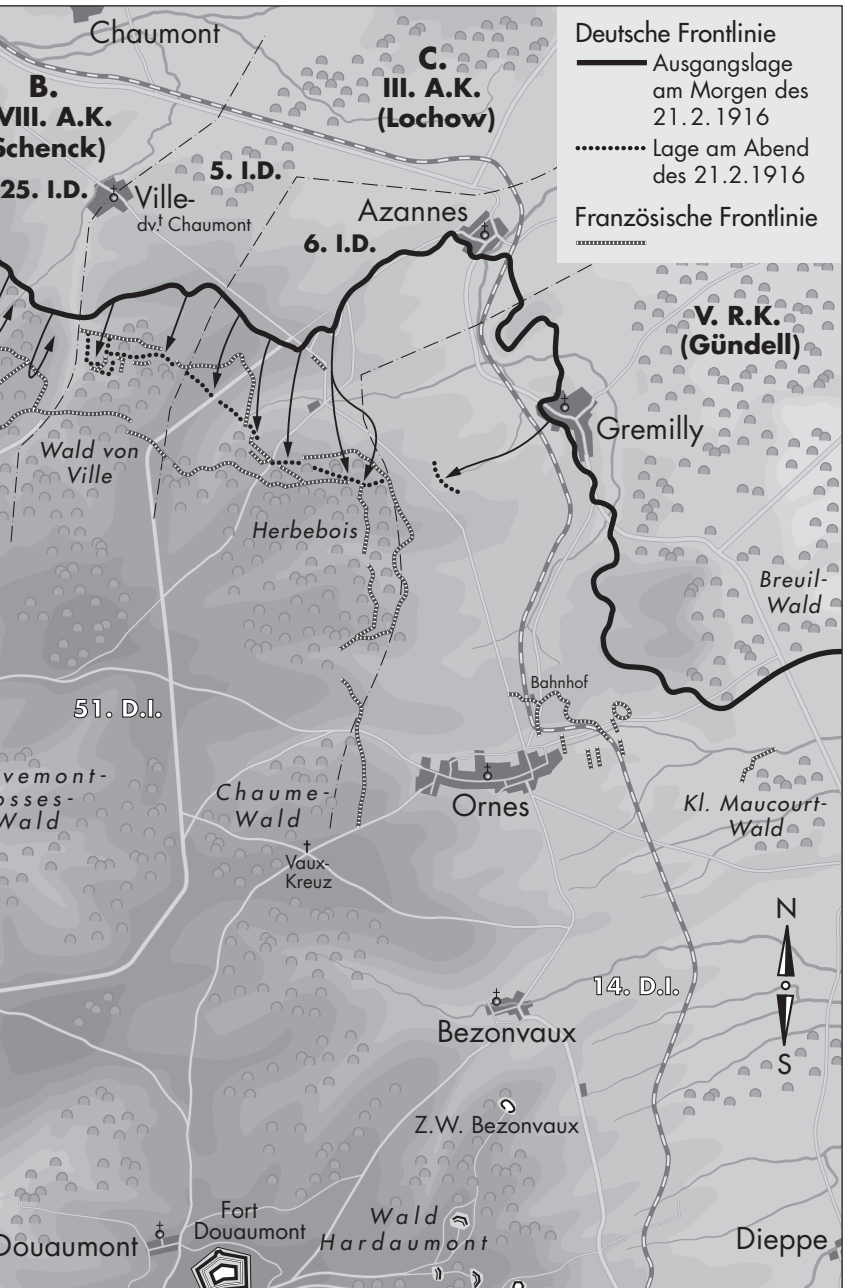 Chaumont
B.
VIII. A.K.
Schenck)
25. I.D.
C.
III. A.K.
(Lochow)
Deutsche Frontlinie
Ausgangslage
am Morgen des
21.2.1916
Lage am Abend
des 21.2.1916
Französische Frontlinie
5. I.D.
Ville-
dv.t Chaumont
Azannes
6. I.D.
V. R.K.
(Gündell)
Gremilly
Wald von
Ville
Herbebois
Breuil-
Wald
Bahnhof
51. D.I.
vemont-
osses-
Wald
Chaume-
Wald
Ornes
Kl. Maucourt-
Wald
Vaux-
Kreuz
N
S
14. D.I.
Bezonvaux
Z.W. Bezonvaux
Fort
Douaumont
Douaumont
Wald
Hardaumont
Dieppe